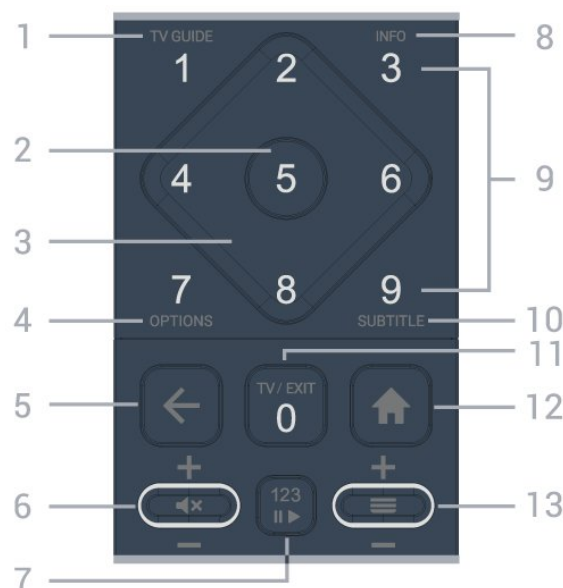 1 TV GUIDE INFO 8
1 2 3
2 4 5 6 9
3
7 8 9
4 OPTIONS SUBTITLE 10
11
TV / EXIT
5 0 12
+ +
6 123 13
- -
7